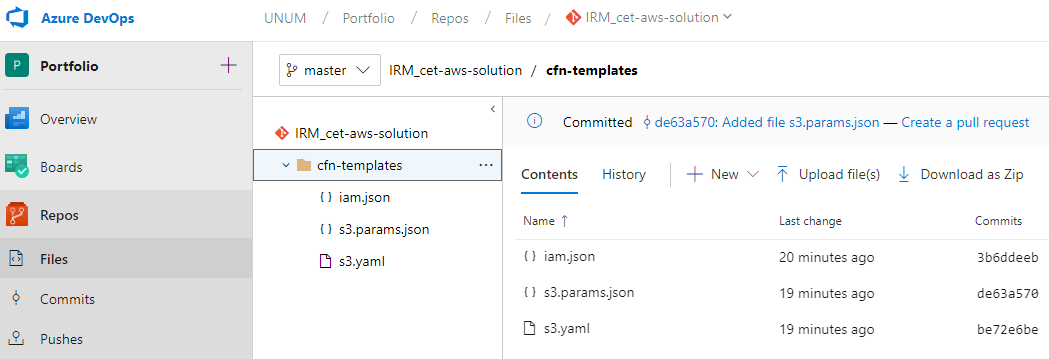 Azure DevOps
UNUM / Portfolio / Repos / Files / IRM_cet-aws-solution
P Portfolio
master IRM_cet-aws-solution / cfn-templates
Overview
Boards
Repos
Files
Commits
Pushes
IRM_cet-aws-solution
cfn-templates
{ } iam.json
{ } s3.params.json
s3.yaml
Committed de63a570: Added file s3.params.json — Create a pull request
Contents History New Upload file(s) Download as Zip
Name ↑ Last change Commits
{ } iam.json 20 minutes ago 3b6ddeeb
{ } s3.params.json 19 minutes ago de63a570
s3.yaml 19 minutes ago be72e6be